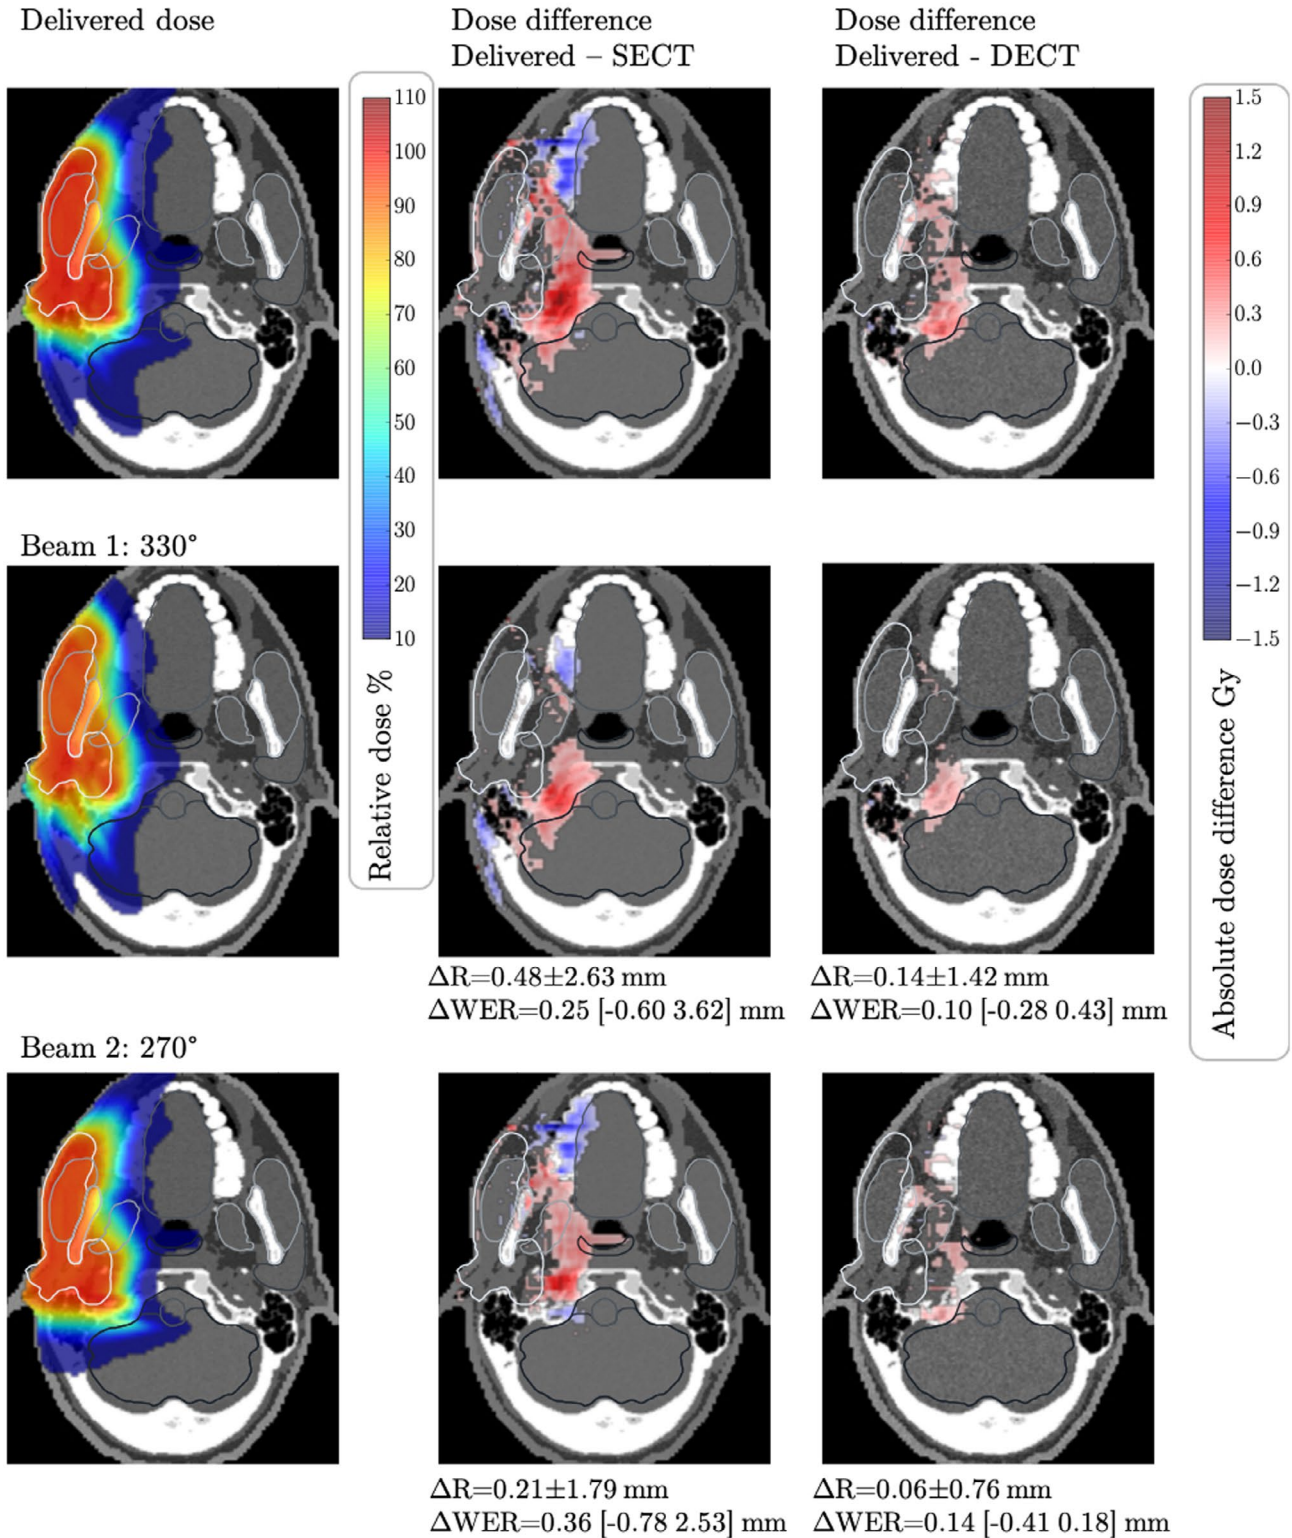 Delivered dose
Dose difference
Delivered – SECT
Dose difference
Delivered - DECT
110
100
90
80
70
60
50
40
30
20
10
Relative dose %
1.5
1.2
0.9
0.6
0.3
0.0
−0.3
−0.6
−0.9
−1.2
−1.5
Absolute dose difference Gy
Beam 1: 330°
ΔR=0.48±2.63 mm
ΔWER=0.25 [-0.60 3.62] mm
ΔR=0.14±1.42 mm
ΔWER=0.10 [-0.28 0.43] mm
Beam 2: 270°
ΔR=0.21±1.79 mm
ΔWER=0.36 [-0.78 2.53] mm
ΔR=0.06±0.76 mm
ΔWER=0.14 [-0.41 0.18] mm